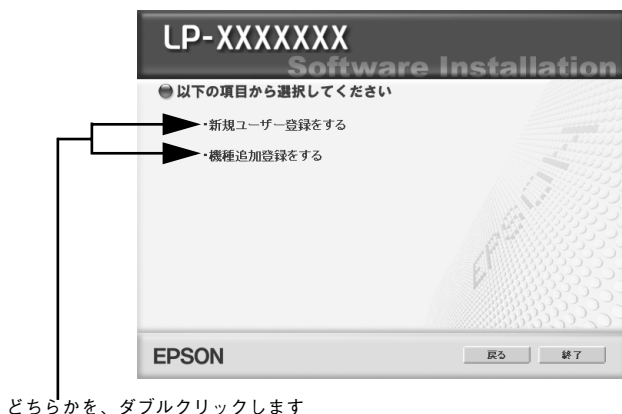 LP-XXXXXXX
Software Installation
以下の項目から選択してください
・新規ユーザー登録をする
・機種追加登録をする
EPSON
EPSON
戻る 終了
どちらかを、ダブルクリックします